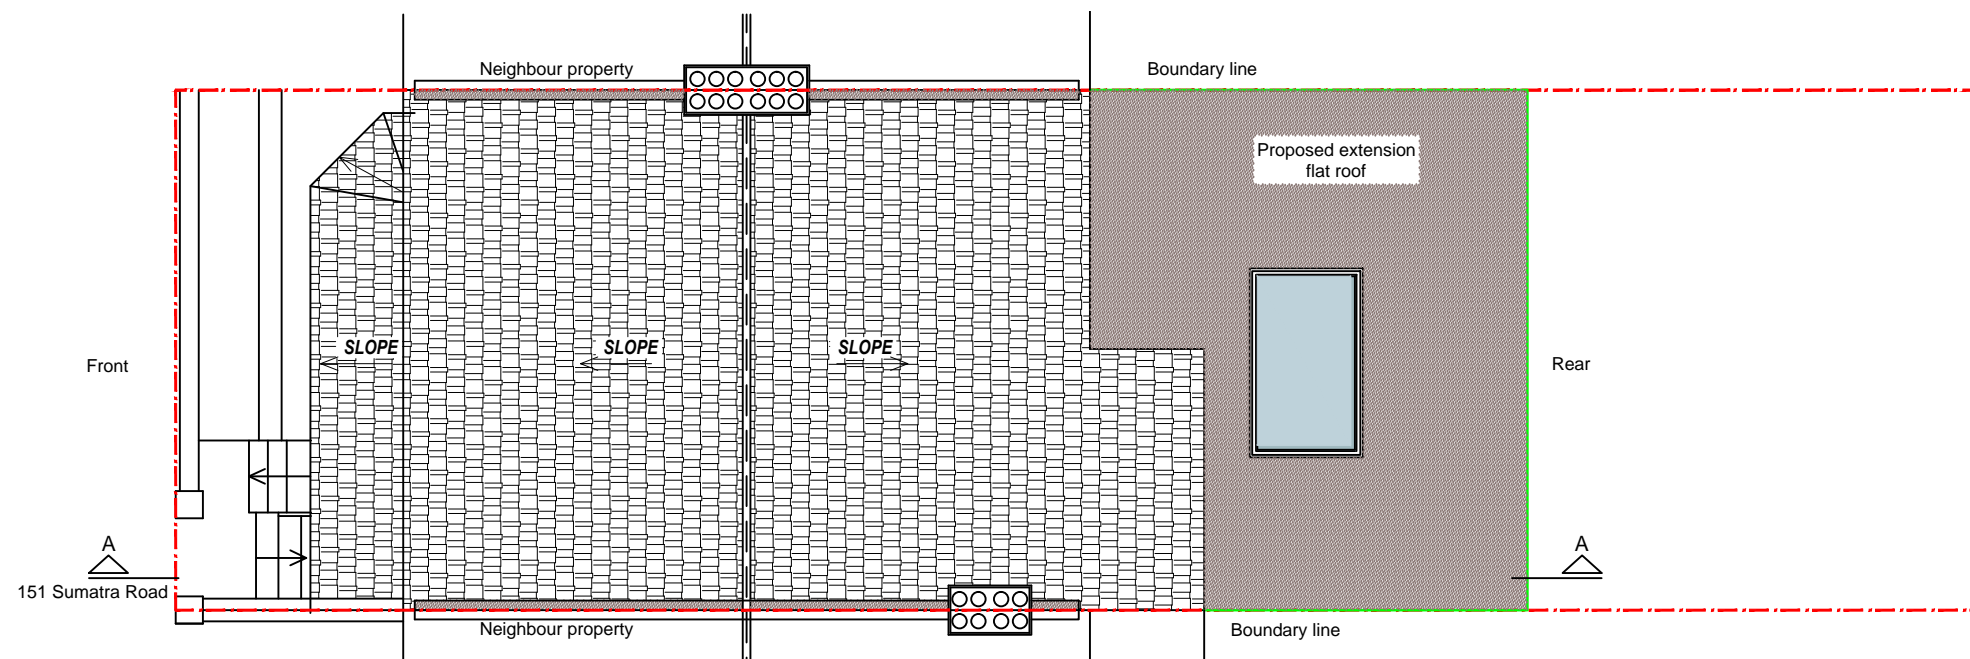 Neighbour property
Boundary line
Proposed extension
flat roof
SLOPE
SLOPE
SLOPE
Front
Rear
A
A
151 Sumatra Road
Neighbour property
Boundary line